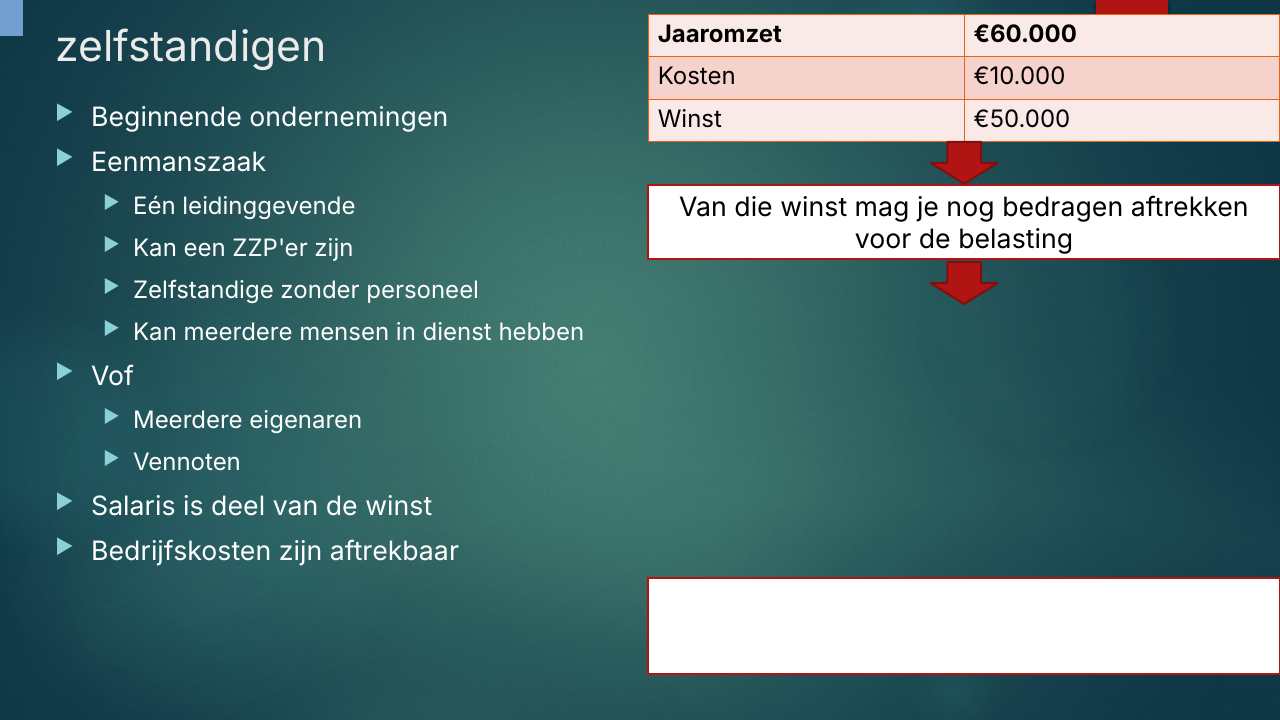 zelfstandigen
Beginnende ondernemingen
Eenmanszaak
Eén leidinggevende
Kan een ZZP'er zijn
Zelfstandige zonder personeel
Kan meerdere mensen in dienst hebben
Vof
Meerdere eigenaren
Vennoten
Salaris is deel van de winst
Bedrijfskosten zijn aftrekbaar
Jaaromzet €60.000
Kosten €10.000
Winst €50.000
Van die winst mag je nog bedragen aftrekken
voor de belasting